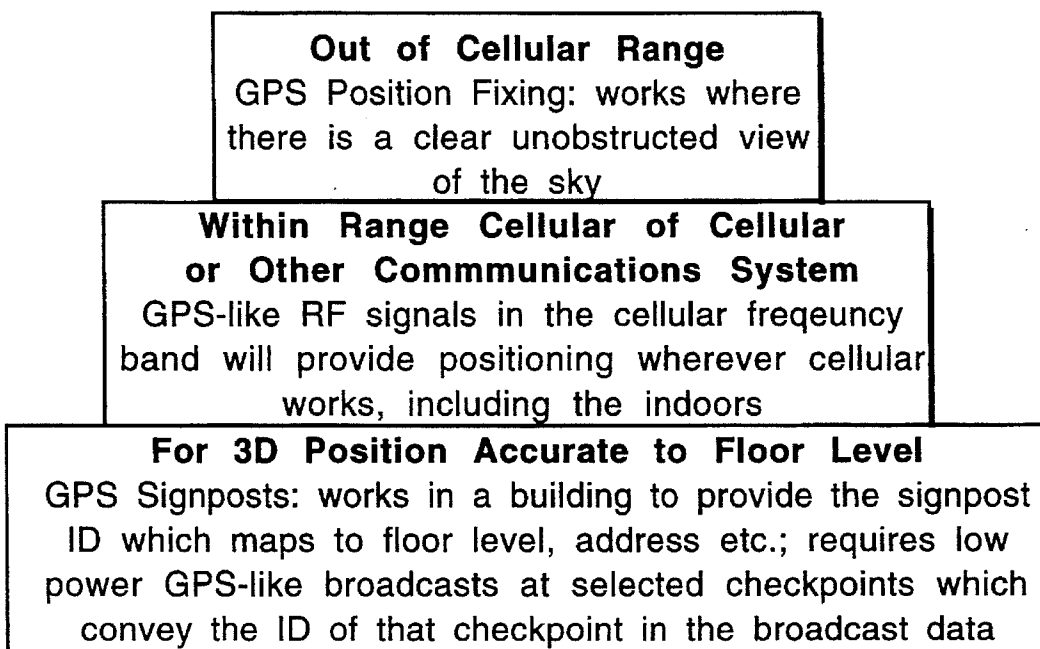 Out of Cellular Range
GPS Position Fixing: works where
there is a clear unobstructed view
of the sky
Within Range Cellular of Cellular
or Other Commmunications System
GPS-like RF signals in the cellular freqeuncy
band will provide positioning wherever cellular
works, including the indoors
For 3D Position Accurate to Floor Level
GPS Signposts: works in a building to provide the signpost
ID which maps to floor level, address etc.; requires low
power GPS-like broadcasts at selected checkpoints which
convey the ID of that checkpoint in the broadcast data